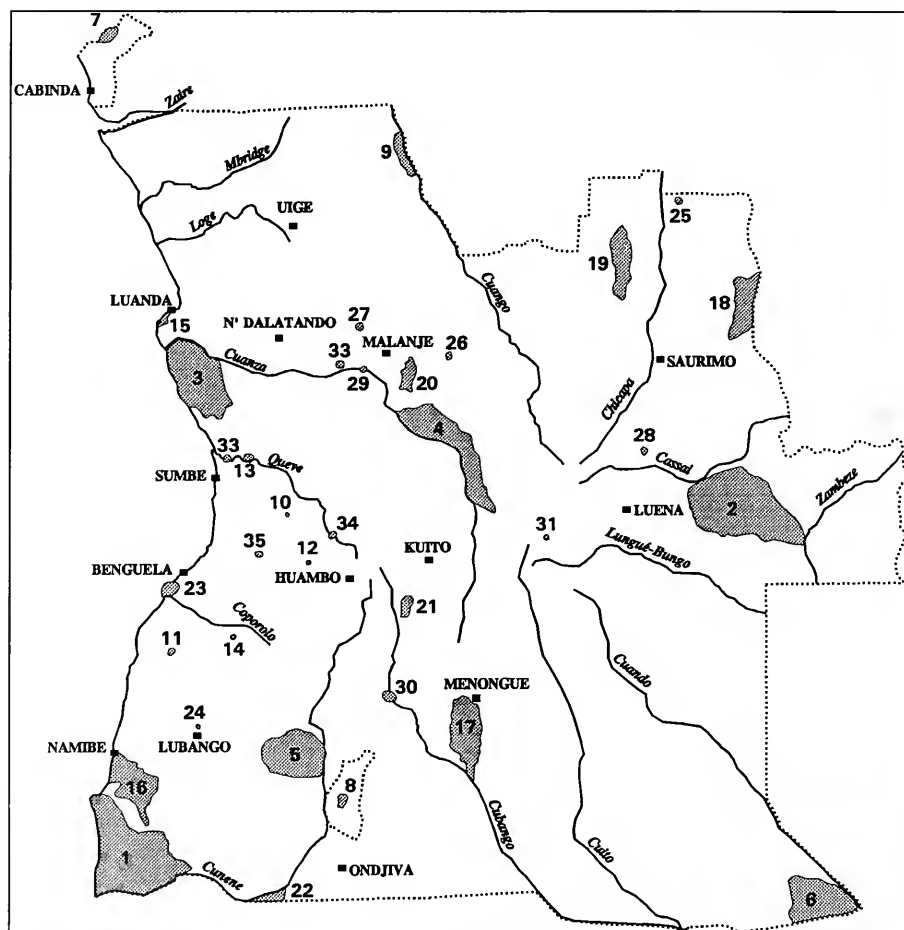 7
CABINDA
Zaire
9
Mbridge
25
Loge
UIGE
19
Cuango
18
LUANDA
15
27
N' DALATANDO
MALANJE
26
33
Cuanza
29
20
SAURIMO
3
Chicapa
4
28
33
13
Queve
Cassai
SUMBE
Zambeze
10
2
34
LUENA
31
35
12
KUITO
Lungué-Bungo
BENGUELA
HUAMBO
23
21
Coporolo
11
14
Cuando
30
MENONGUE
24
17
LUBANGO
NAMIBE
5
16
8
Cubango
Cuito
1
ONDJIVA
Cunene
22
6